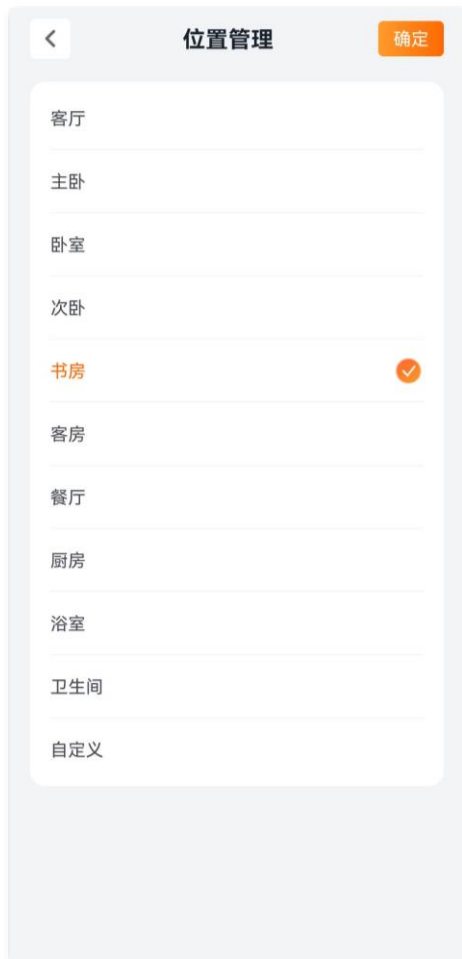 位置管理
确定
客厅
主卧
卧室
次卧
书房
客房
餐厅
厨房
浴室
卫生间
自定义